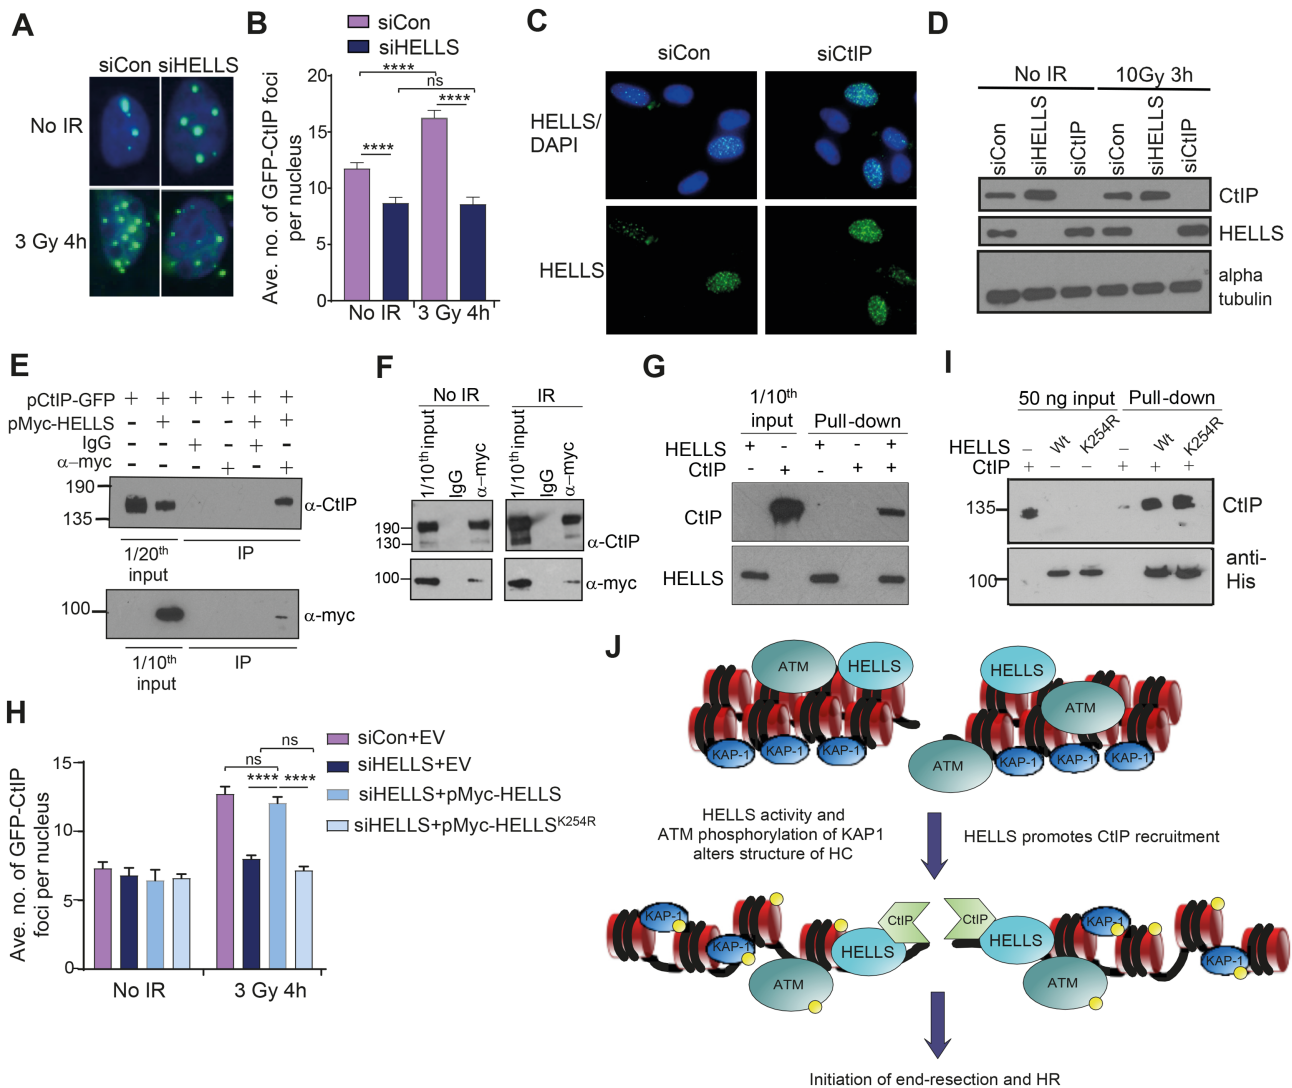 A
siCon siHELLS
No IR
3 Gy 4h
B
siCon
siHELLS
Ave. no. of GFP-CtIP foci
per nucleus
20
15
10
5
0
****
ns
****
****
No IR
3 Gy 4h
C
siCon
siCtIP
HELLS/
DAPI
HELLS
D
No IR
10Gy 3h
siCon
siHELLS
siCtIP
siCon
siHELLS
siCtIP
CtIP
HELLS
alpha
tubulin
E
pCtIP-GFP + + + + + +
pMyc-HELLS - + - - + +
IgG - - + - + -
α-myc - - - + - +
190
135
α-CtIP
1/20th
input
IP
100
α-myc
1/10th
input
IP
F
No IR
IR
1/10th input
IgG
α-myc
1/10th input
IgG
α-myc
190
130
α-CtIP
100
α-myc
G
1/10th
input
Pull-down
HELLS + - + - +
CtIP - + - + +
CtIP
HELLS
I
50 ng input
Pull-down
HELLS - Wt K254R - Wt K254R
CtIP + - - + + +
135
CtIP
100
anti-
His
H
siCon+EV
siHELLS+EV
siHELLS+pMyc-HELLS
siHELLS+pMyc-HELLSK254R
Ave. no. of GFP-CtIP
foci per nucleus
15
10
5
0
ns
ns
**** ****
No IR
3 Gy 4h
J
ATM
HELLS
KAP-1
KAP-1
KAP-1
HELLS
ATM
ATM
KAP-1
KAP-1
KAP-1
HELLS activity and
ATM phosphorylation of KAP1
alters structure of HC
HELLS promotes CtIP recruitment
KAP-1
KAP-1
ATM
HELLS
CtIP
CtIP
HELLS
ATM
KAP-1
KAP-1
Initiation of end-resection and HR